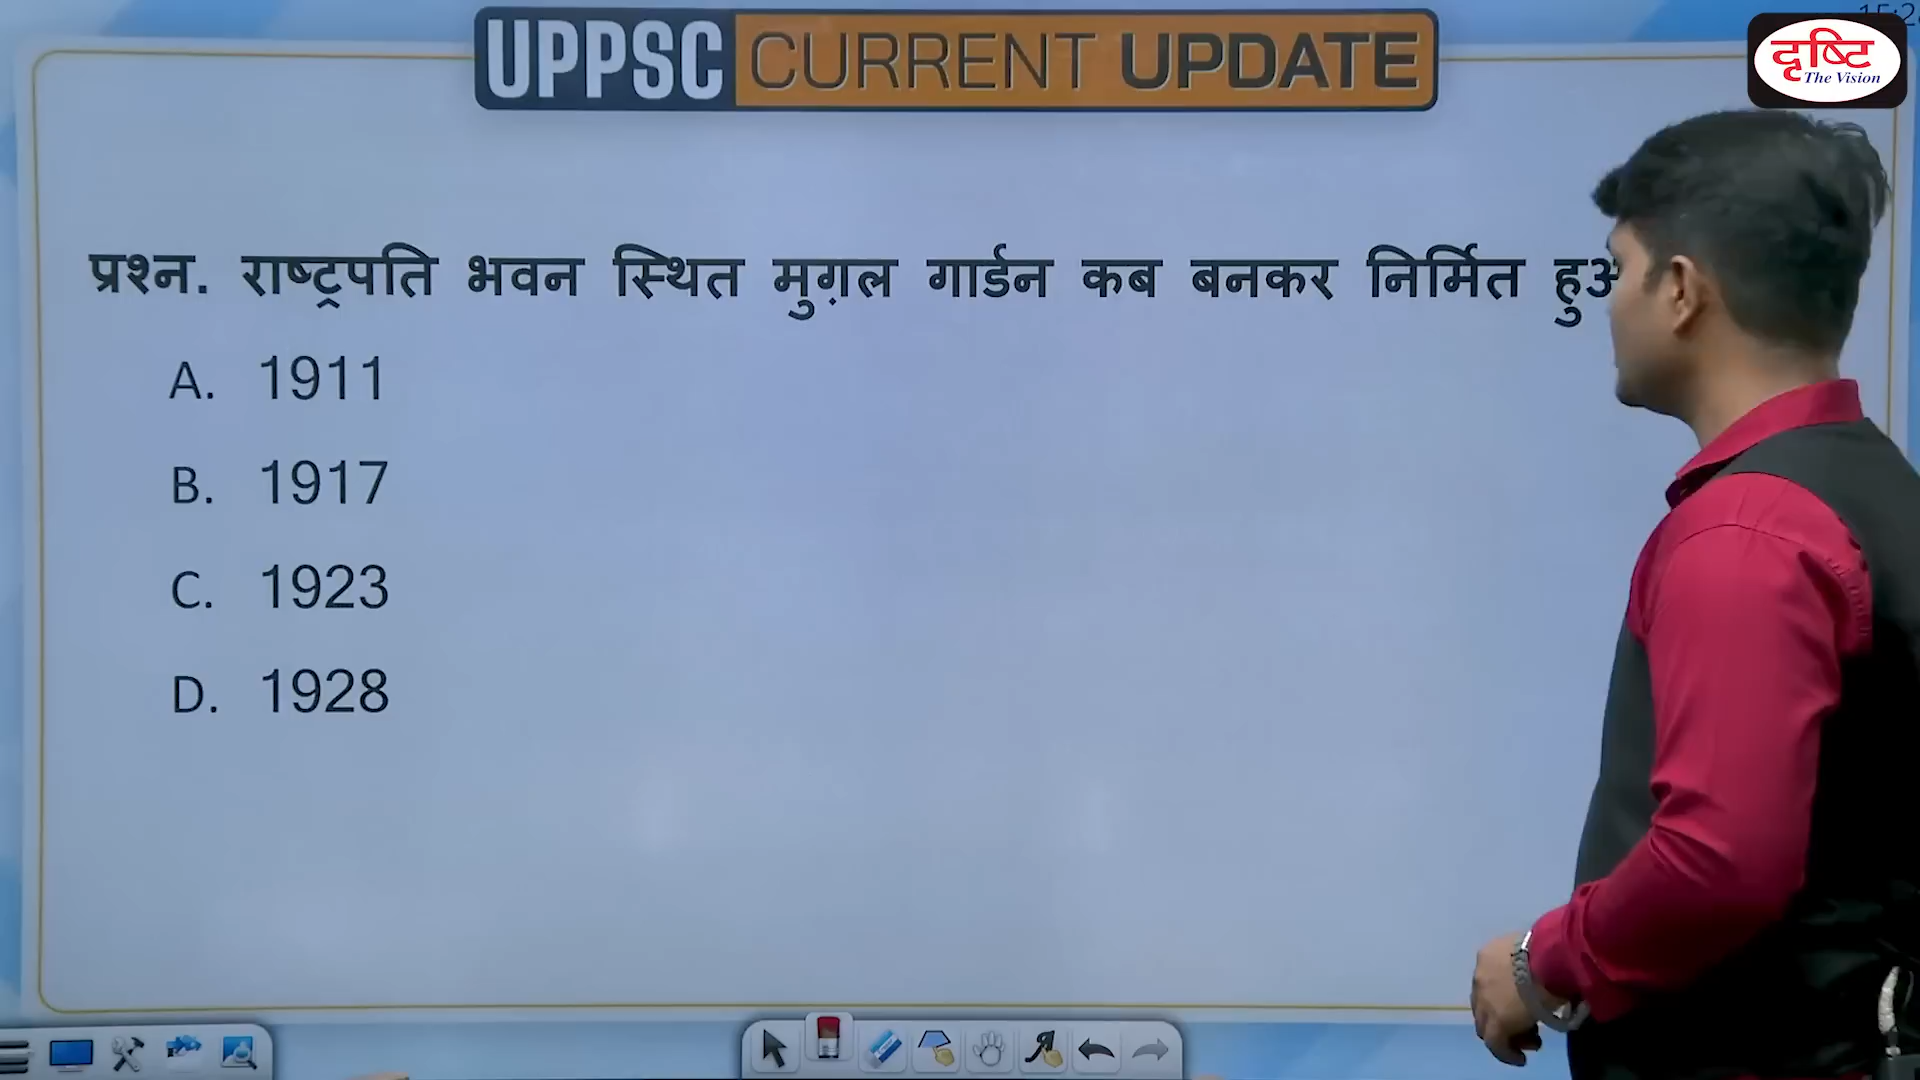 UPPSC CURRENT UPDATE
दृष्टि
The Vision
प्रश्न. राष्ट्रपति भवन स्थित मुग़ल गार्डन कब बनकर निर्मित
A. 1911
B. 1917
C. 1923
D. 1928